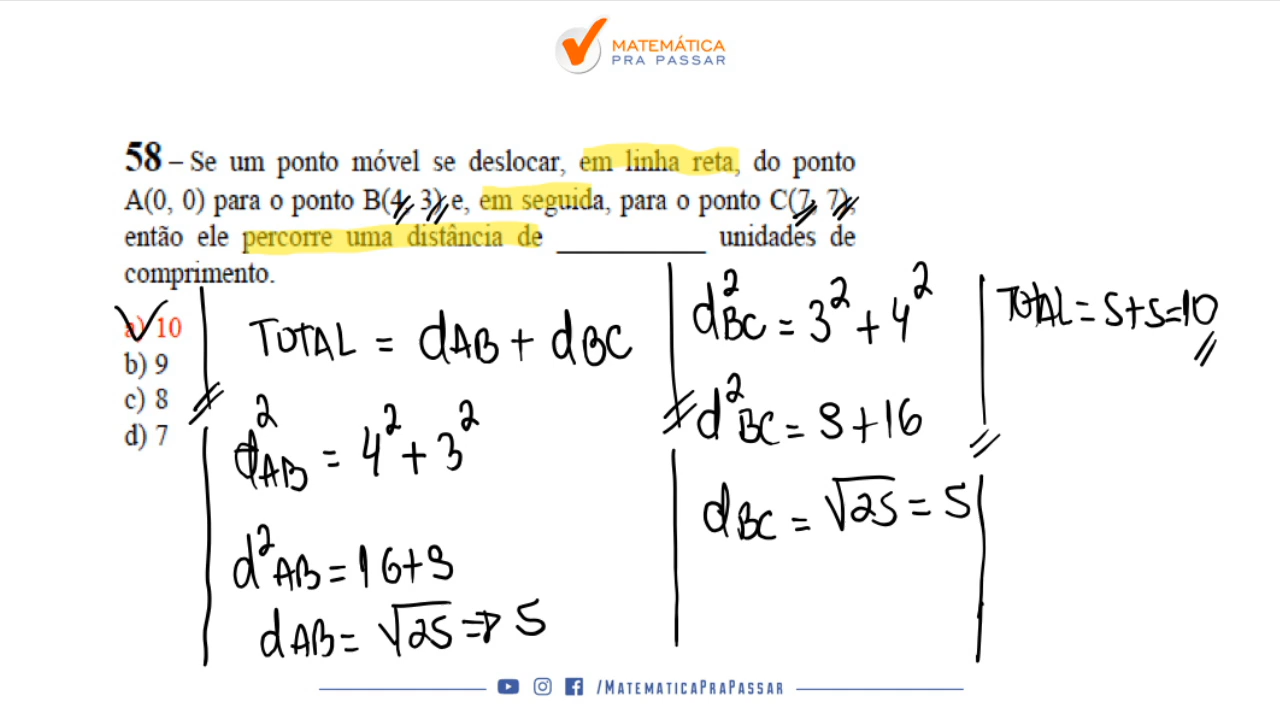 MATEMÁTICA
PRA PASSAR
58 – Se um ponto móvel se deslocar, em linha reta, do ponto
A(0, 0) para o ponto B(4, 3) e, em seguida, para o ponto C(7, 7),
então ele percorre uma distância de ____________ unidades de
comprimento.
a) 10
b) 9
c) 8
d) 7
TOTAL = dAB + dBC
d²AB = 4² + 3²
d²AB = 16+9
dAB = √25 => 5
d²BC = 3² + 4²
d²BC = 9+16
dBC = √25 = 5
TOTAL = 5+5=10
/MATEMATICAPRAPASSAR